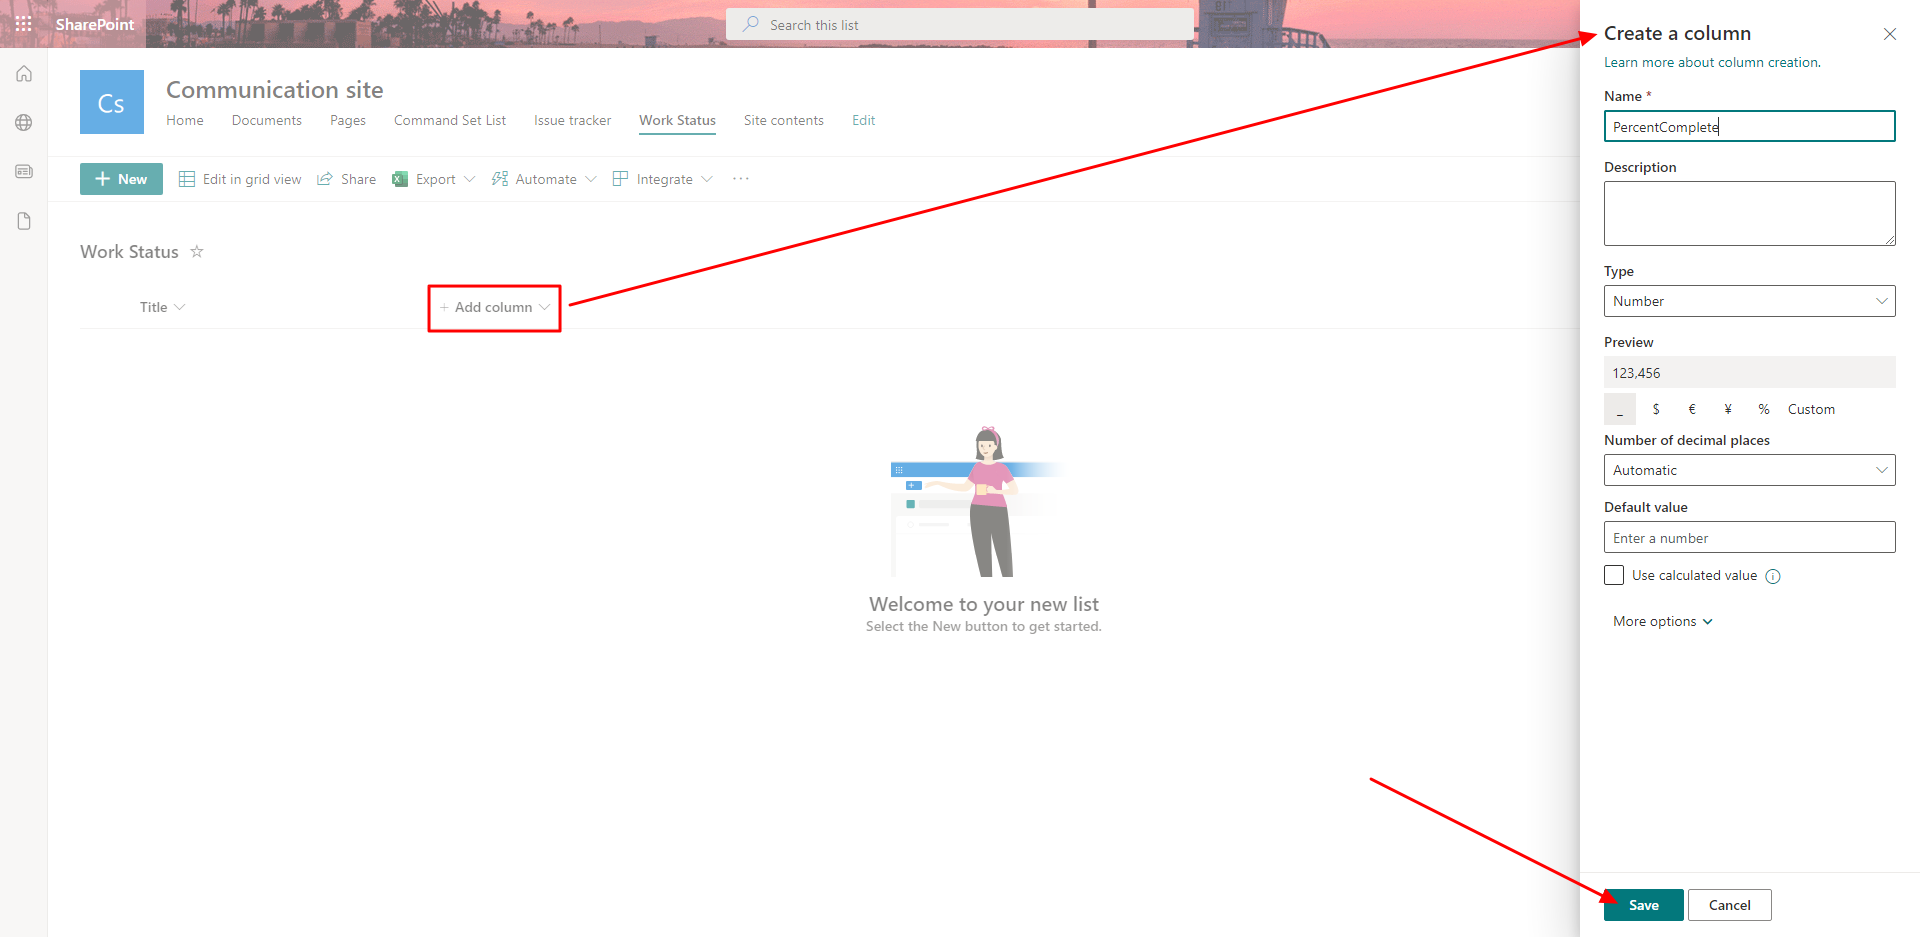 SharePoint
Search this list
Cs
Communication site
Home Documents Pages Command Set List Issue tracker Work Status Site contents Edit
+ New Edit in grid view Share Export Automate Integrate ...
Work Status
Title + Add column
Welcome to your new list
Select the New button to get started.
Create a column
Learn more about column creation.
Name *
PercentComplete
Description
Type
Number
Preview
123,456
_ $ € ¥ % Custom
Number of decimal places
Automatic
Default value
Enter a number
Use calculated value
More options
Save Cancel